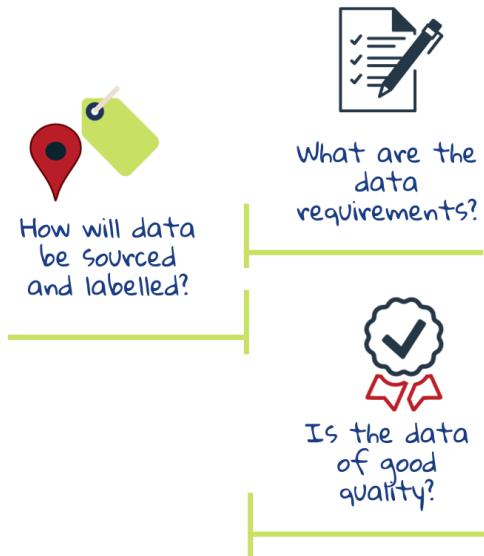 What are the
data
requirements?
How will data
be sourced
and labelled?
Is the data
of good
quality?